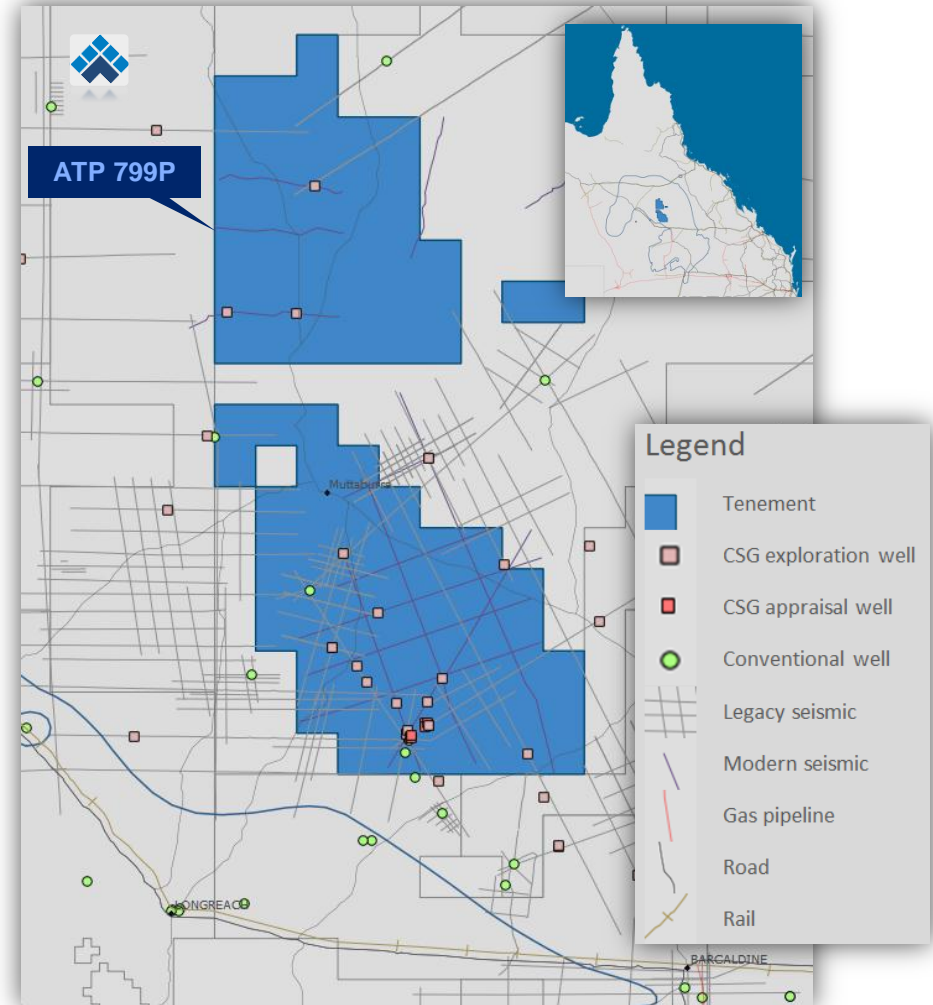 ATP 799P
Muttaburra
LONGREACH
BARCALDINE
Legend
Tenement
CSG exploration well
CSG appraisal well
Conventional well
Legacy seismic
Modern seismic
Gas pipeline
Road
Rail